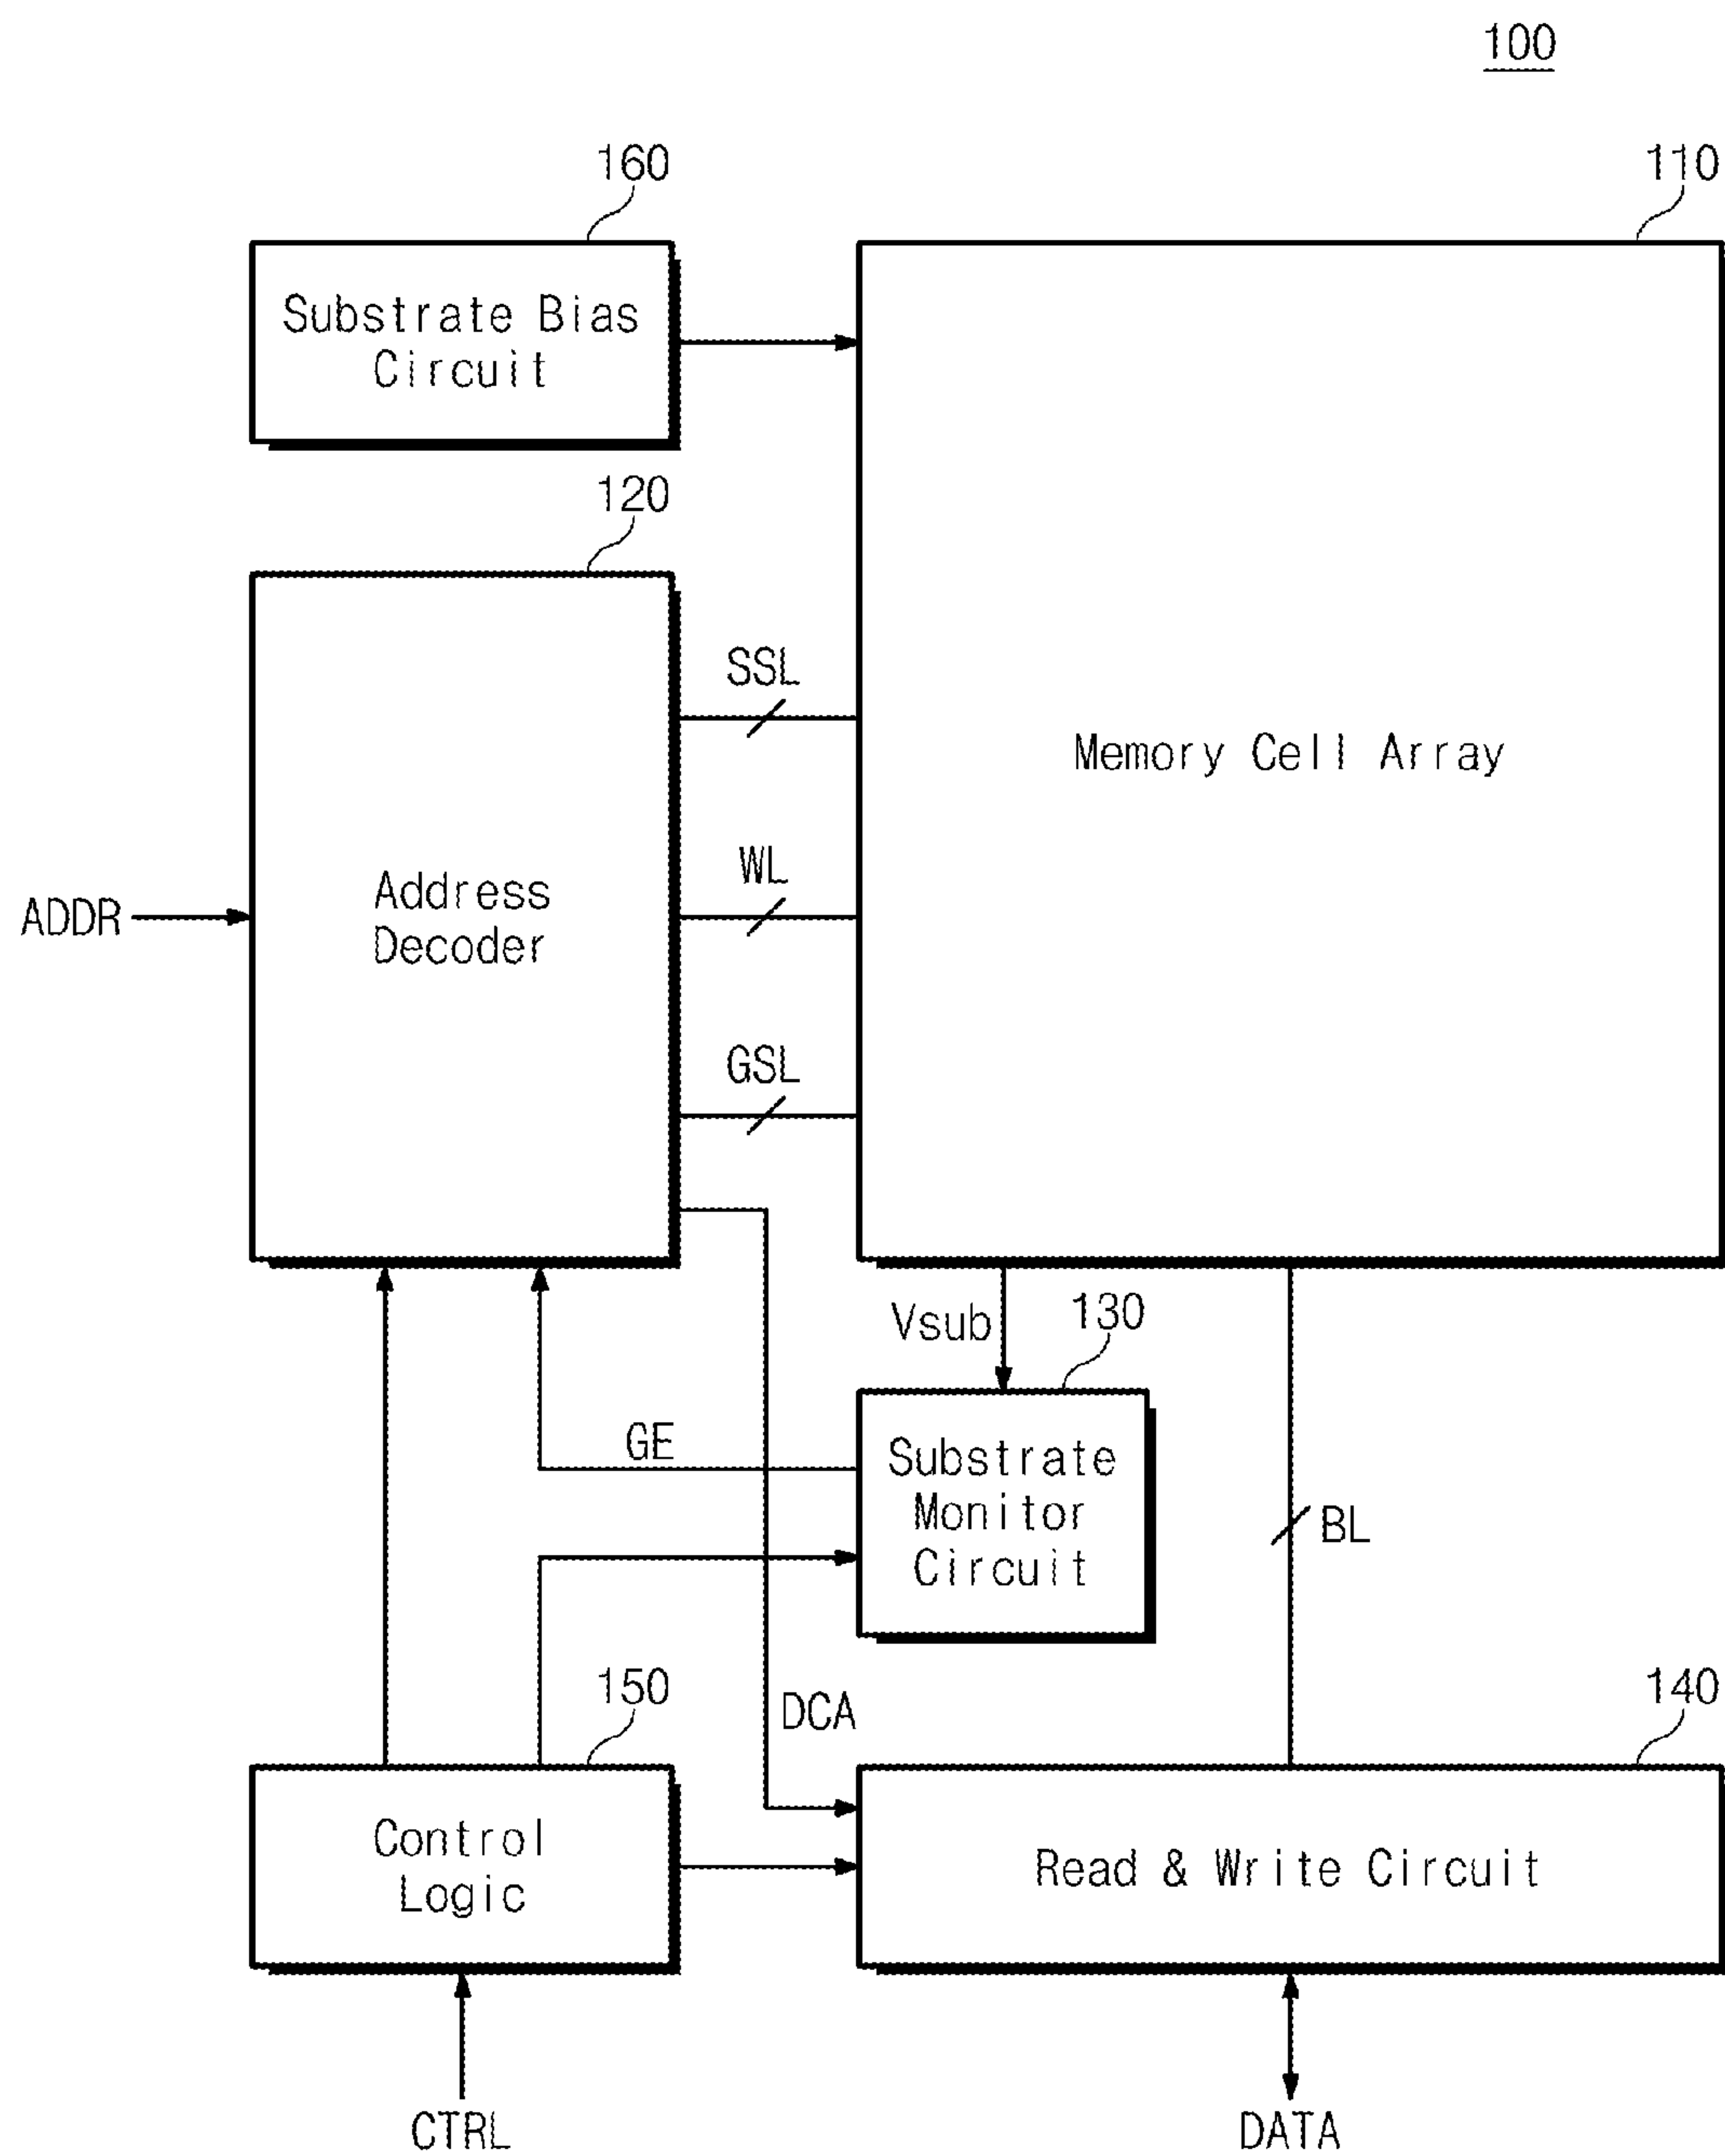 100
160
110
Substrate Bias
Circuit
120
SSL
Memory Cell Array
WL
ADDR
Address
Decoder
GSL
Vsub
130
GE
Substrate
Monitor
Circuit
BL
150
DCA
140
Control
Logic
Read & Write Circuit
CTRL
DATA